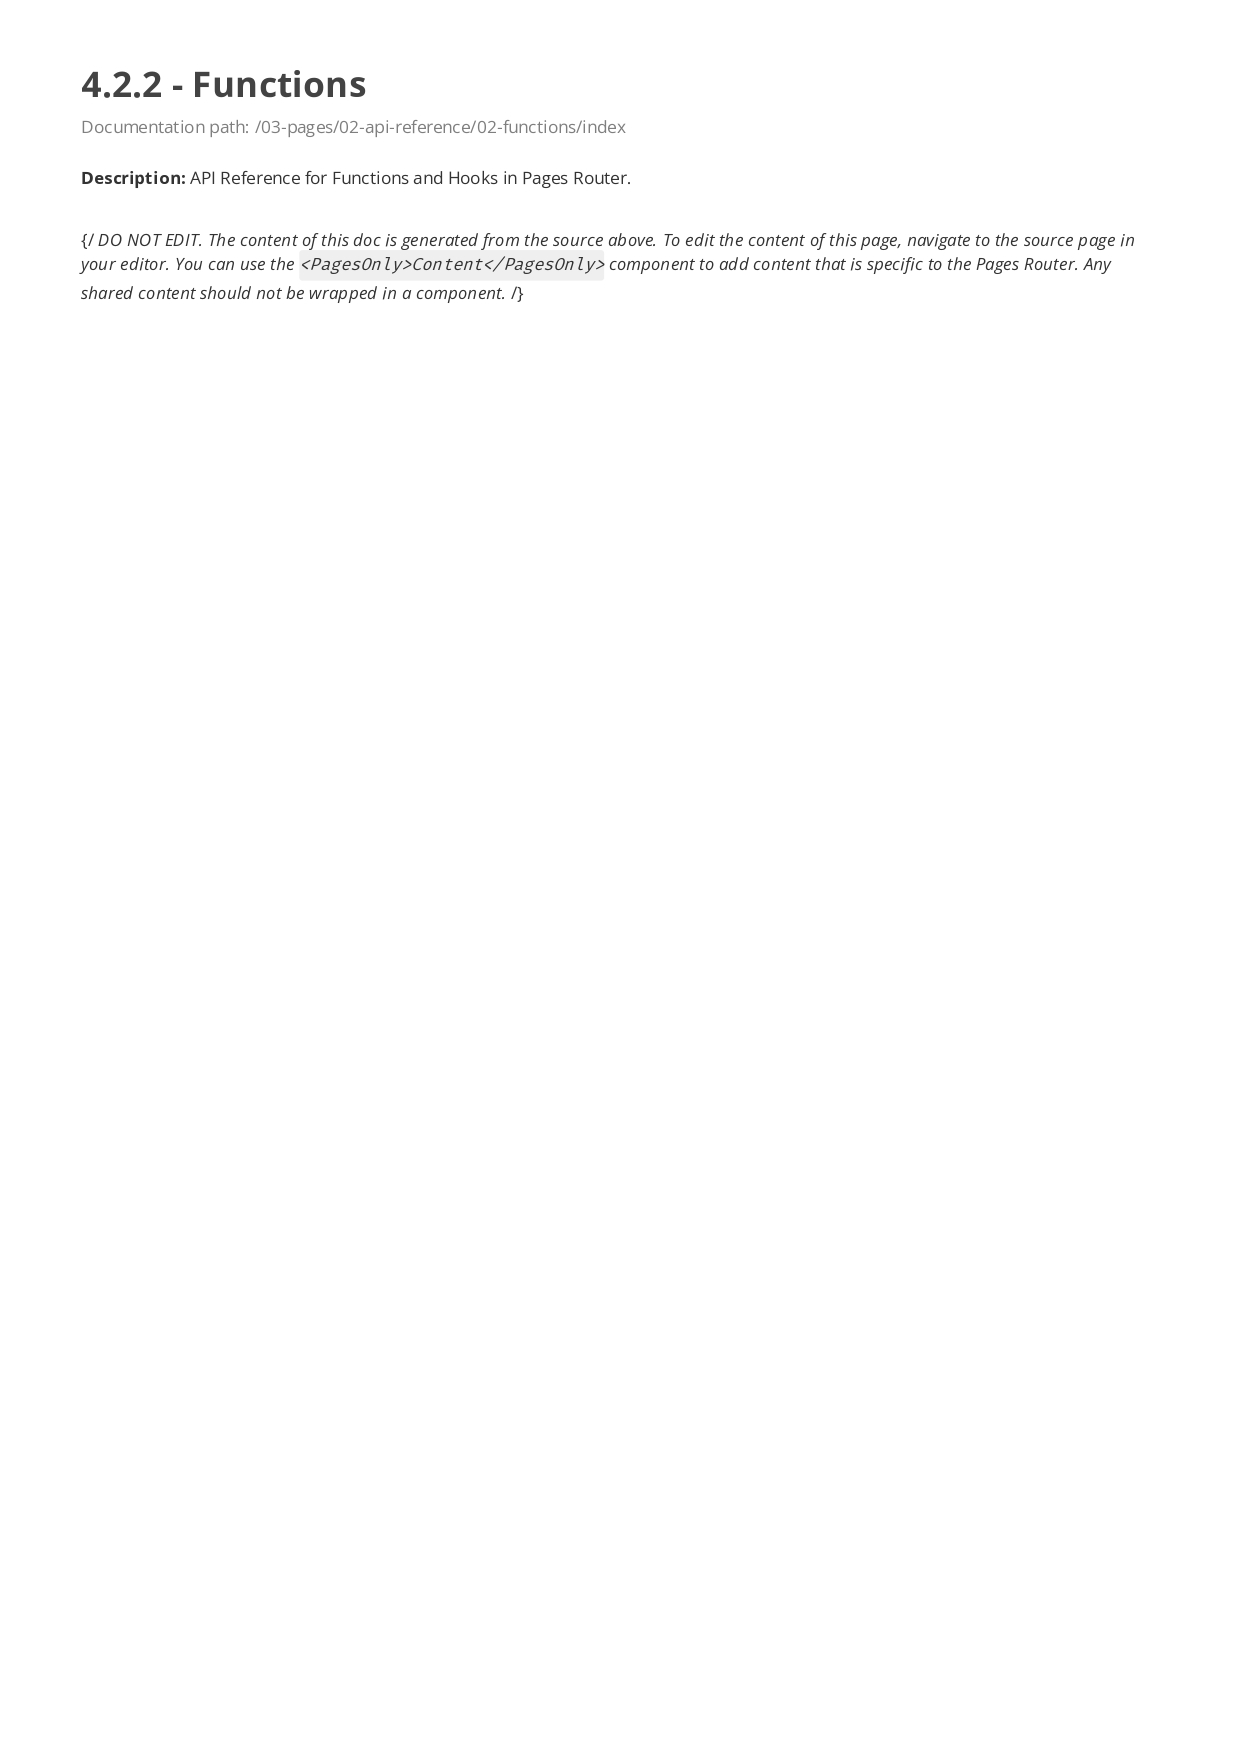 4.2.2 - Functions
Documentation path: /03-pages/02-api-reference/02-functions/index
Description: API Reference for Functions and Hooks in Pages Router.
{/ DO NOT EDIT. The content of this doc is generated from the source above. To edit the content of this page, navigate to the source page in
your editor. You can use the <PagesOnly>Content</PagesOnly> component to add content that is specific to the Pages Router. Any
shared content should not be wrapped in a component. /}